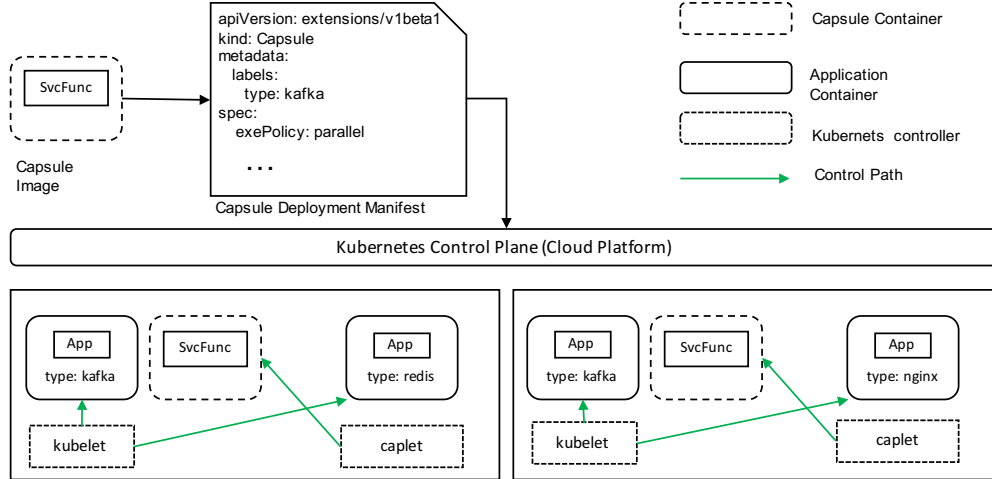 apiVersion: extensions/v1beta1
kind: Capsule
metadata:
labels:
type: kafka
spec:
exePolicy: parallel
...
SvcFunc
Capsule
Image
Capsule Deployment Manifest
Capsule Container
Application
Container
Kubernets controller
Control Path
Kubernetes Control Plane (Cloud Platform)
App
type: kafka
SvcFunc
App
type: redis
kubelet
caplet
App
type: kafka
SvcFunc
App
type: nginx
kubelet
caplet